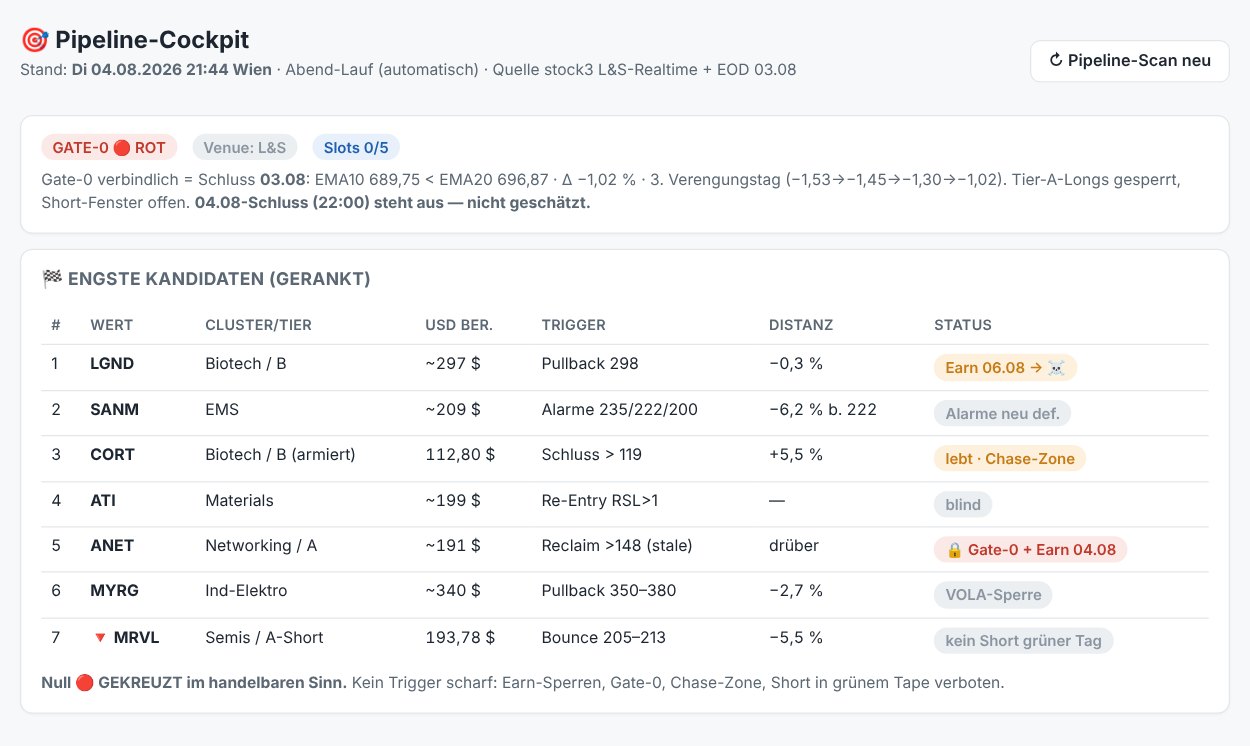 🎯 Pipeline-Cockpit
Stand: Di 04.08.2026 21:44 Wien · Abend-Lauf (automatisch) · Quelle stock3 L&S-Realtime + EOD 03.08
↻ Pipeline-Scan neu
GATE-0 🔴 ROT Venue: L&S Slots 0/5
Gate-0 verbindlich = Schluss 03.08: EMA10 689,75 < EMA20 696,87 · Δ −1,02 % · 3. Verengungstag (−1,53→−1,45→−1,30→−1,02). Tier-A-Longs gesperrt,
Short-Fenster offen. 04.08-Schluss (22:00) steht aus — nicht geschätzt.
🏁 ENGSTE KANDIDATEN (GERANKT)
# WERT CLUSTER/TIER USD BER. TRIGGER DISTANZ STATUS
1 LGND Biotech / B ~297 $ Pullback 298 −0,3 % Earn 06.08 → ☠️
2 SANM EMS ~209 $ Alarme 235/222/200 −6,2 % b. 222 Alarme neu def.
3 CORT Biotech / B (armiert) 112,80 $ Schluss > 119 +5,5 % lebt · Chase-Zone
4 ATI Materials ~199 $ Re-Entry RSL>1 — blind
5 ANET Networking / A ~191 $ Reclaim >148 (stale) drüber 🔒 Gate-0 + Earn 04.08
6 MYRG Ind-Elektro ~340 $ Pullback 350–380 −2,7 % VOLA-Sperre
7 🔻 MRVL Semis / A-Short 193,78 $ Bounce 205–213 −5,5 % kein Short grüner Tag
Null 🔴 GEKREUZT im handelbaren Sinn. Kein Trigger scharf: Earn-Sperren, Gate-0, Chase-Zone, Short in grünem Tape verboten.